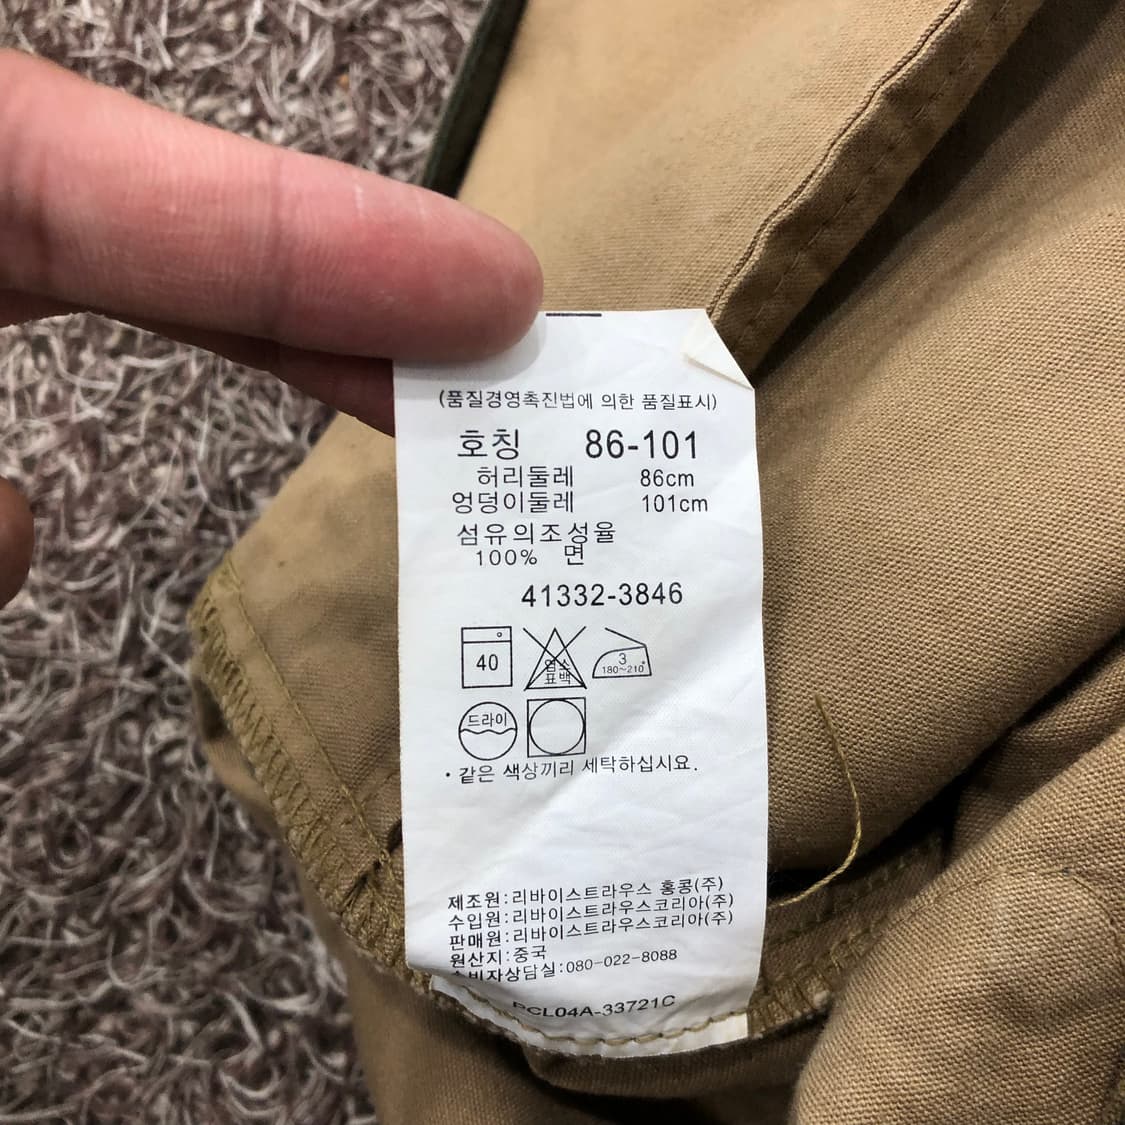 (품질경영촉진법에 의한 품질표시)
호칭 86-101
허리둘레 86cm
엉덩이둘레 101cm
섬유의조성율
100% 면
41332-3846
40 염소 표백 3 180~210°
드라이
· 같은 색상끼리 세탁하십시요.
제조원:리바이스트라우스 홍콩(주)
수입원:리바이스트라우스코리아(주)
판매원:리바이스트라우스코리아(주)
원산지:중국
소비자상담실:080-022-8088
PCL04A-33721C